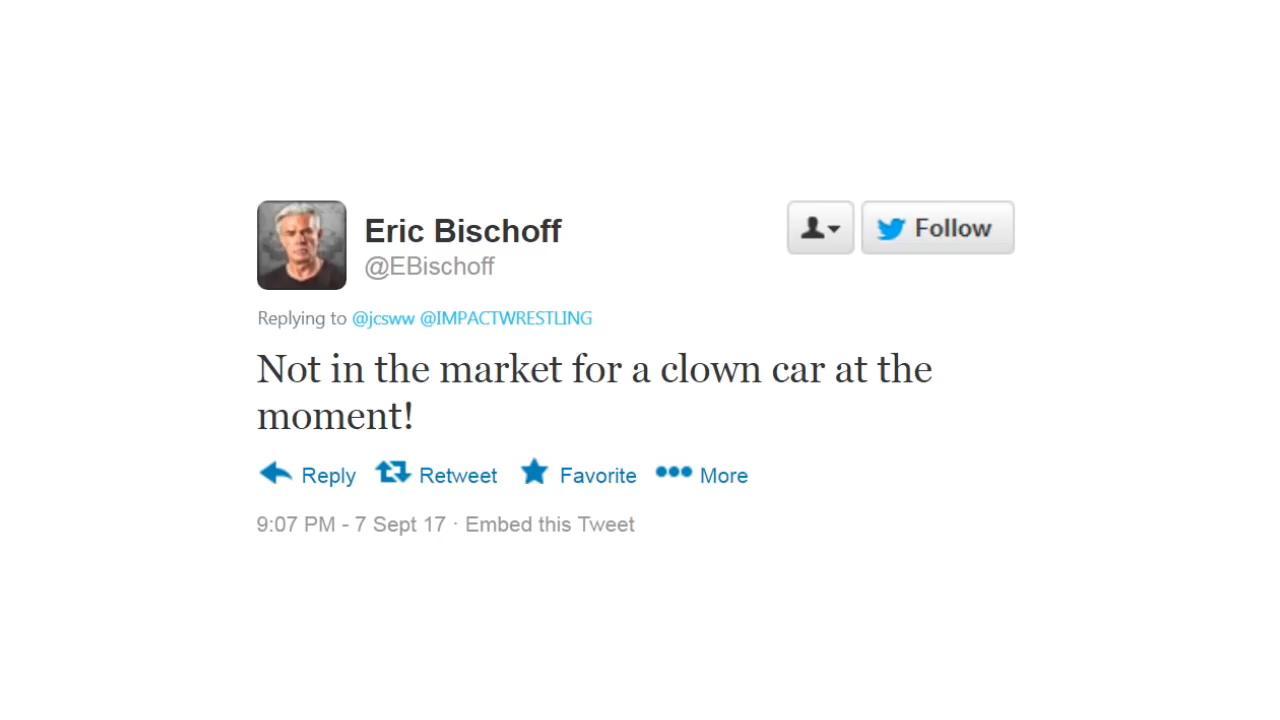 Eric Bischoff
Follow
@EBischoff
Replying to @jcsww @IMPACTWRESTLING
Not in the market for a clown car at the
moment!
Reply Retweet Favorite More
9:07 PM - 7 Sept 17 · Embed this Tweet